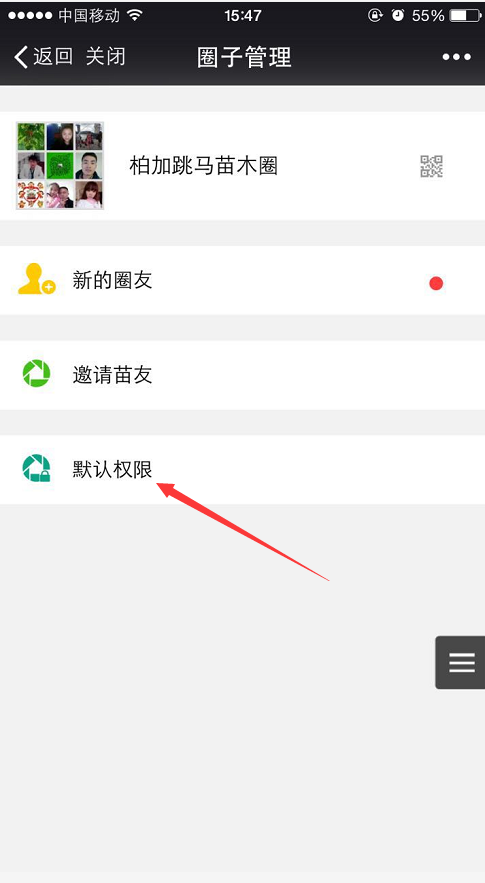 中国移动 15:47 55%
返回 关闭 圈子管理
柏加跳马苗木圈
新的圈友
邀请苗友
默认权限